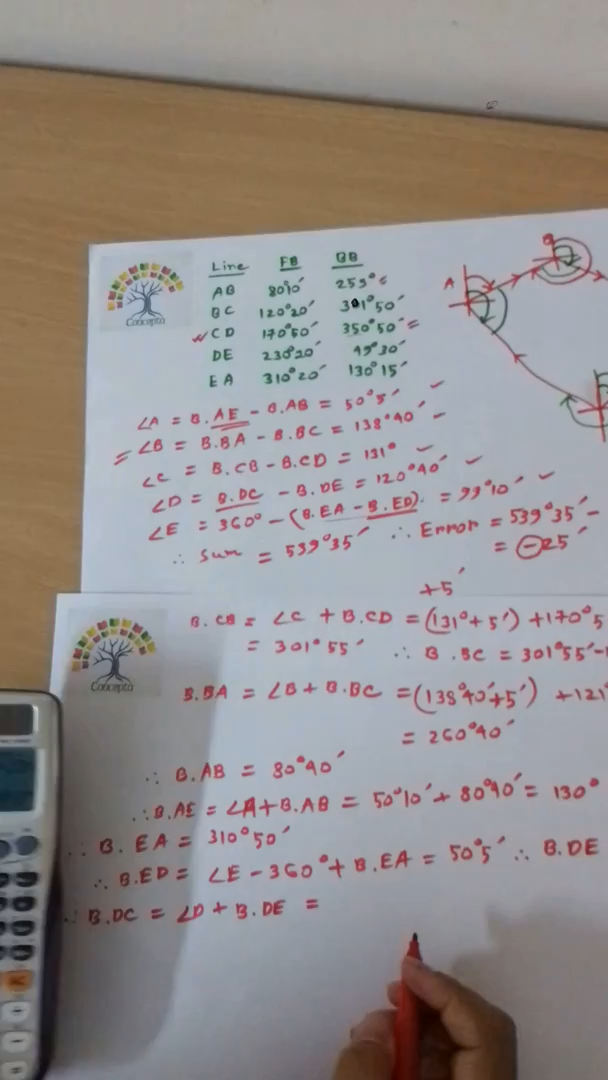 Concepto
Line FB BB
AB 80°10′ 259°
BC 120°20′ 301°50′
CD 170°50′ 350°50′ =
DE 230°20′ 49°30′
EA 310°20′ 130°15′
A
B
∠A = B.AE - B.AB = 50°5′
= ∠B = B.BA - B.BC = 138°40′
∠C = B.CB - B.CD = 131°
∠D = B.DC - B.DE = 120°40′
∠E = 360° - (B.EA - B.ED) = 99°10′
∴ Sum = 539°35′ ∴ Error = 539°35′ -
= -25′
+5′
Concepto
B.CB = ∠C + B.CD = (131°+5′) + 170°5
= 301°55′ ∴ B.BC = 301°55′ -
B.BA = ∠B + B.BC = (138°40′+5′) + 121
= 260°40′
∴ B.AB = 80°40′
∴ B.AE = ∠A + B.AB = 50°10′ + 80°40′ = 130°
∴ B.EA = 310°50′
∴ B.ED = ∠E - 360° + B.EA = 50°5′ ∴ B.DE
∴ B.DC = ∠D + B.DE =